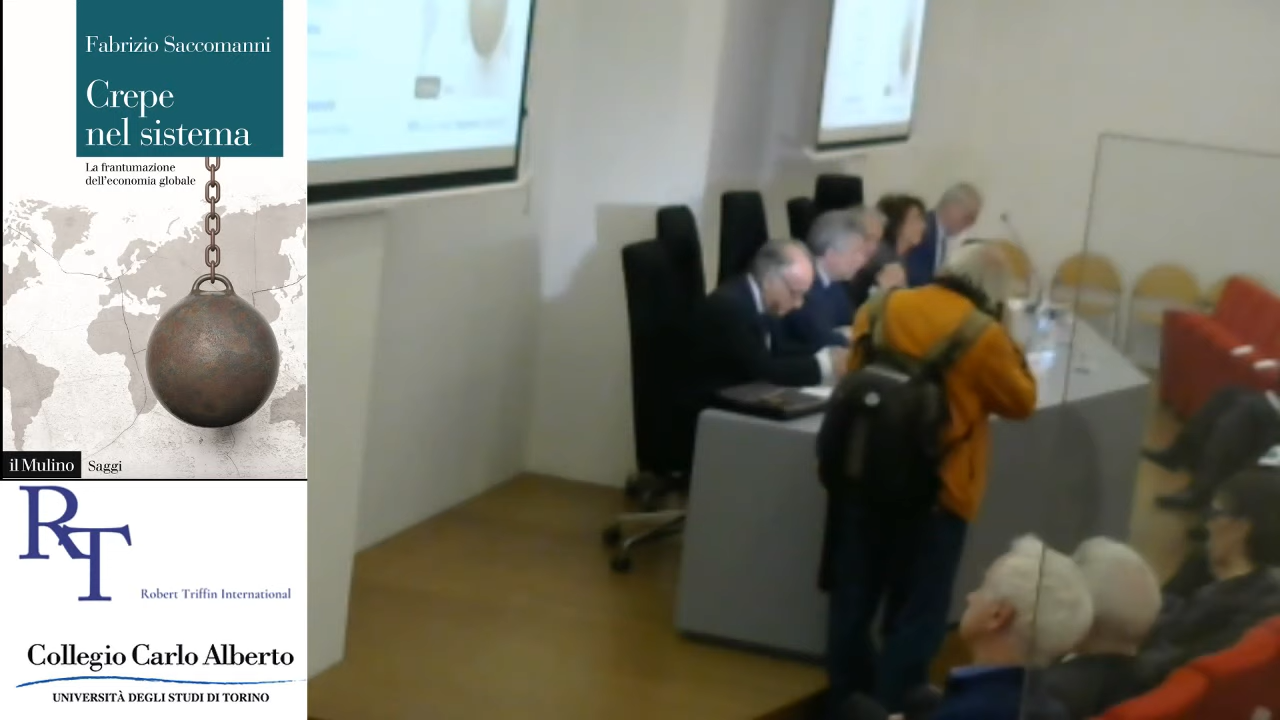 Fabrizio Saccomanni
Crepe
nel sistema
La frantumazione
dell'economia globale
il Mulino Saggi
RT
Robert Triffin International
Collegio Carlo Alberto
UNIVERSITÀ DEGLI STUDI DI TORINO